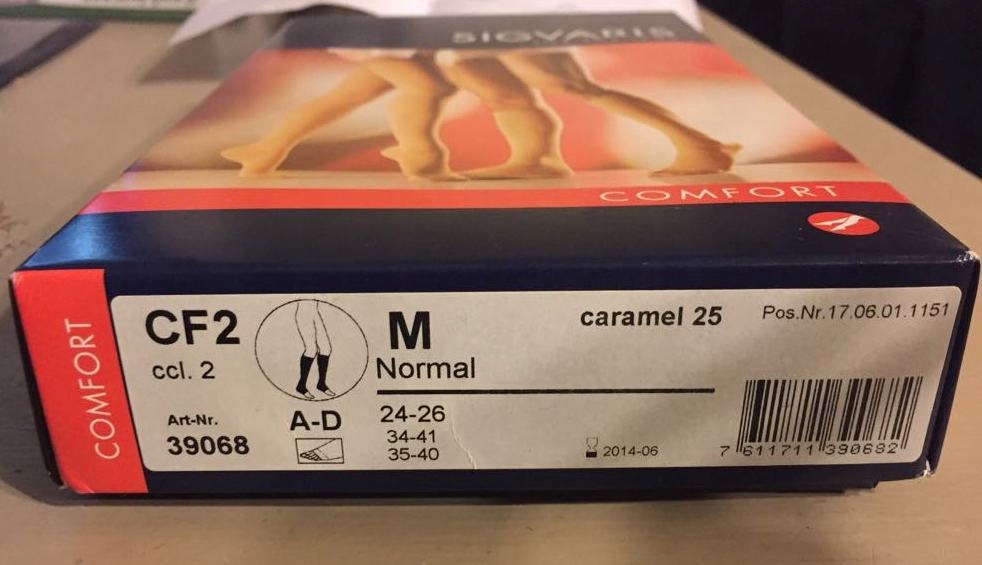 SIGVARIS
COMFORT
COMFORT
CF2
ccl. 2
Art-Nr.
39068
A-D
M
Normal
24-26
34-41
35-40
caramel 25
Pos.Nr.17.06.01.1151
2014-06
7 611711 390682